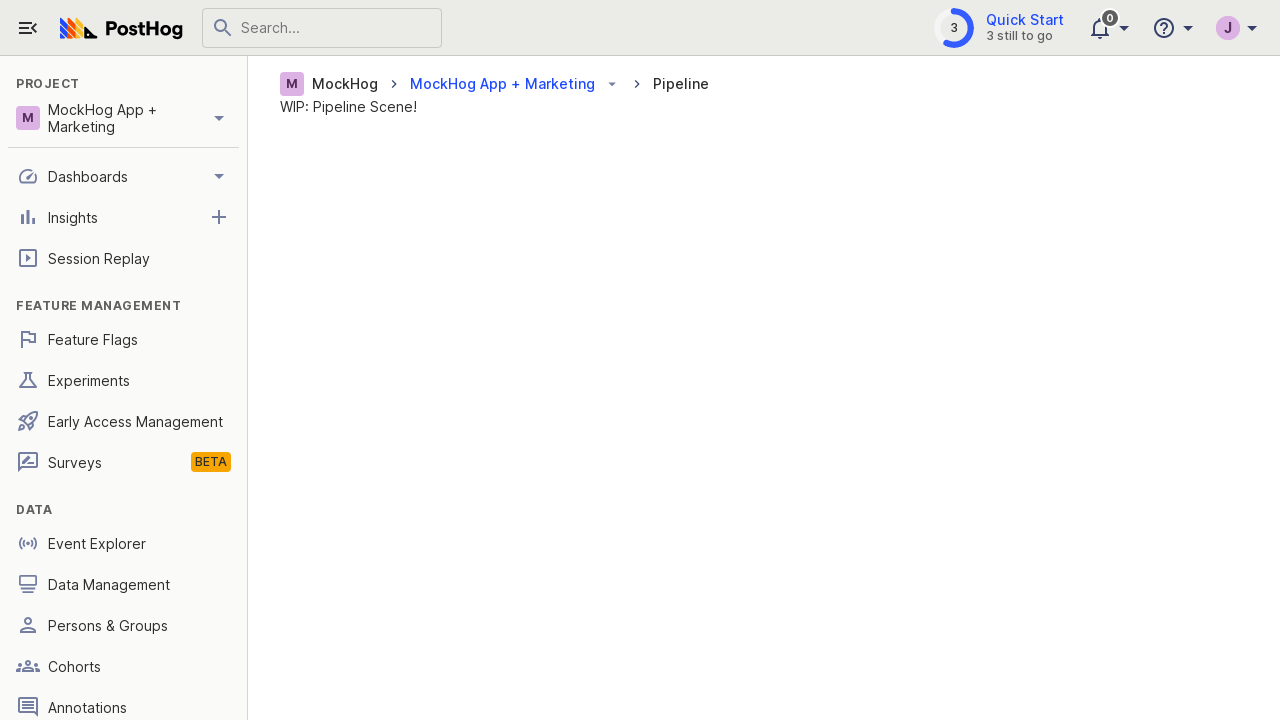 PostHog
Search...
3
Quick Start
3 still to go
0
J
PROJECT
M
MockHog App +
Marketing
Dashboards
Insights
Session Replay
FEATURE MANAGEMENT
Feature Flags
Experiments
Early Access Management
Surveys
BETA
DATA
Event Explorer
Data Management
Persons & Groups
Cohorts
Annotations
M MockHog MockHog App + Marketing Pipeline
WIP: Pipeline Scene!